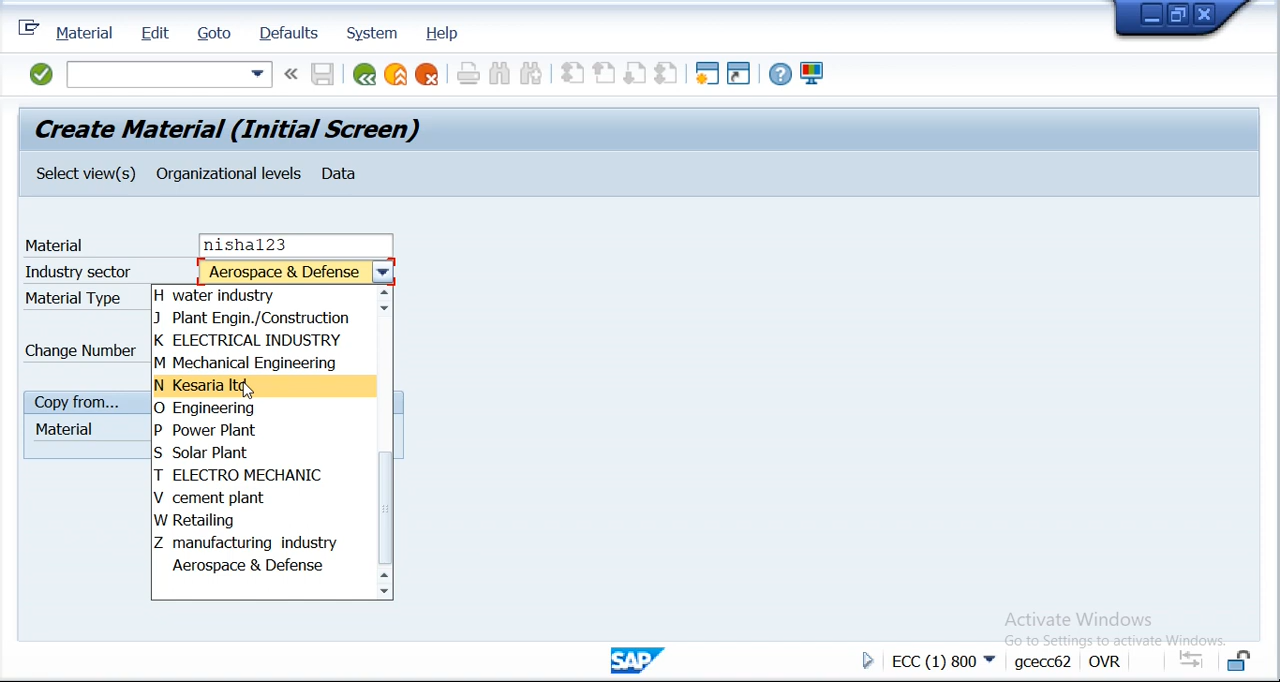 Material Edit Goto Defaults System Help
Create Material (Initial Screen)
Select view(s) Organizational levels Data
Material nisha123
Industry sector Aerospace & Defense
Material Type
Change Number
Copy from...
Material
H water industry
J Plant Engin./Construction
K ELECTRICAL INDUSTRY
M Mechanical Engineering
N Kesaria ltd
O Engineering
P Power Plant
S Solar Plant
T ELECTRO MECHANIC
V cement plant
W Retailing
Z manufacturing industry
Aerospace & Defense
Activate Windows
Go to Settings to activate Windows.
SAP ECC (1) 800 gcecc62 OVR